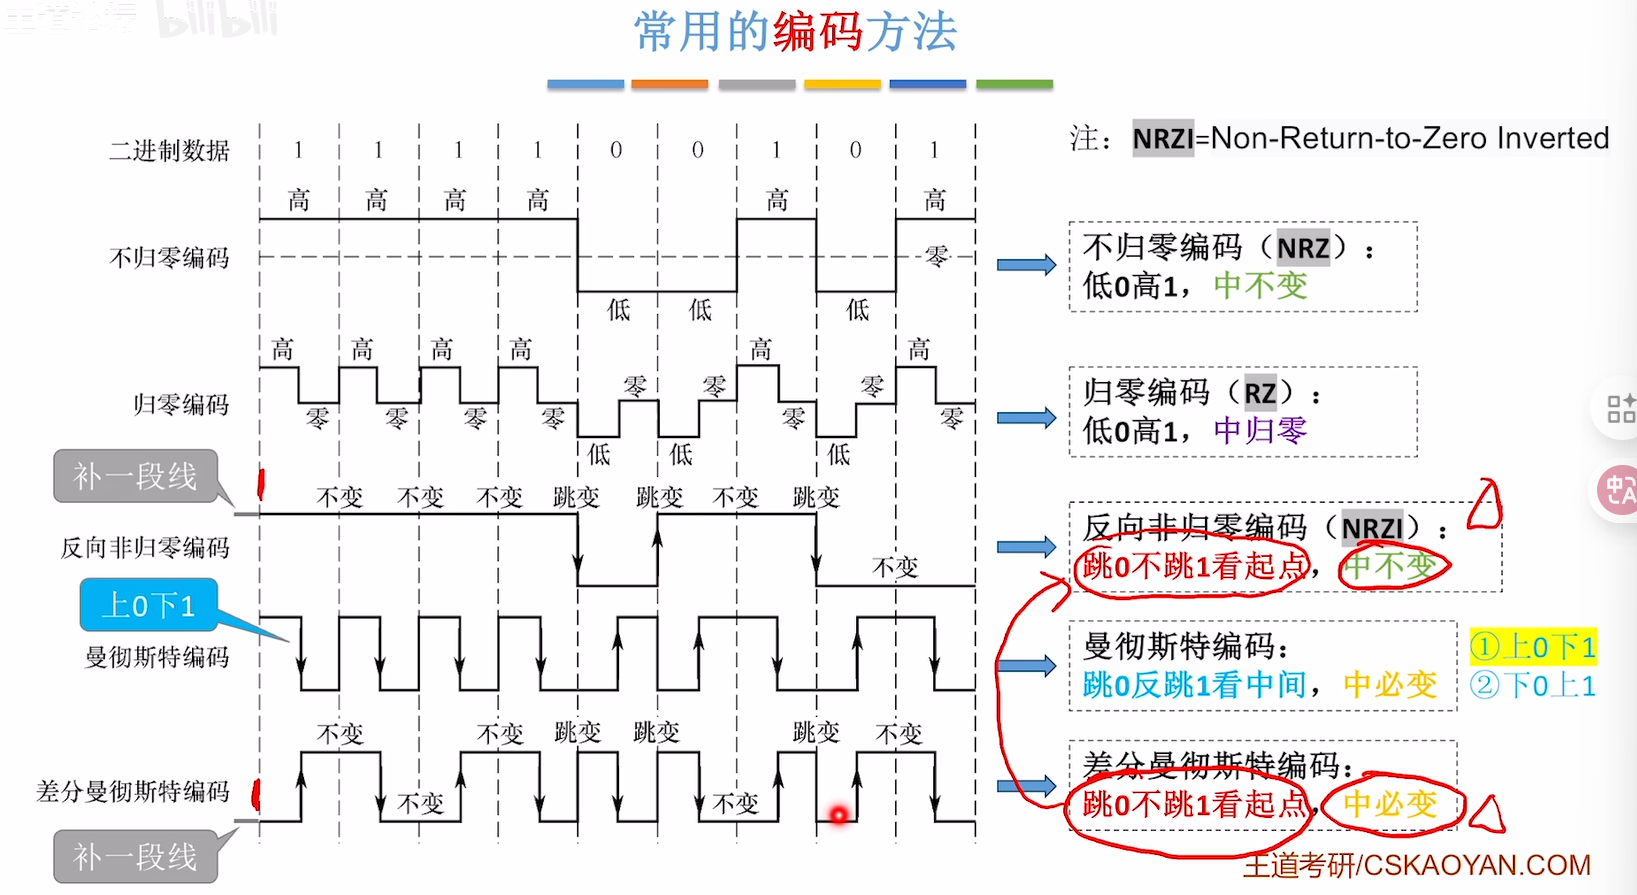 bilibili
常用的编码方法
二进制数据 1 1 1 1 0 0 1 0 1
注：NRZI=Non-Return-to-Zero Inverted
高 高 高 高 高 高
不归零编码 零
低 低 低
不归零编码（NRZ）：
低0高1，中不变
高 高 高 高 高 高
零 零 零
归零编码 零 零 零 零 零 零
低 低 低
归零编码（RZ）：
低0高1，中归零
补一段线
不变 不变 不变 跳变 跳变 不变 跳变
反向非归零编码 不变
反向非归零编码（NRZI）：
跳0不跳1看起点，中不变
上0下1
曼彻斯特编码
曼彻斯特编码：
跳0反跳1看中间，中必变
①上0下1
②下0上1
不变 不变 跳变 跳变 跳变 不变
差分曼彻斯特编码 不变 不变
补一段线
差分曼彻斯特编码：
跳0不跳1看起点，中必变
王道考研/CSKAOYAN.COM
中
A